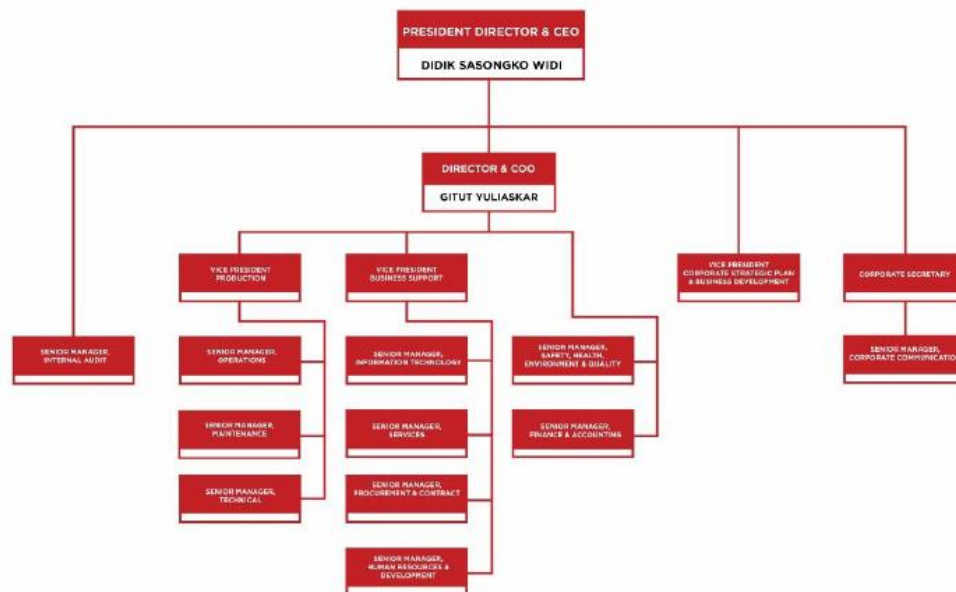 PRESIDENT DIRECTOR & CEO
DIDIK SASONGKO WIDI
DIRECTOR & COO
GITUT YULIASKAR
VICE PRESIDENT
PRODUCTION
VICE PRESIDENT
BUSINESS SUPPORT
VICE PRESIDENT
CORPORATE STRATEGIC PLAN
& BUSINESS DEVELOPMENT
CORPORATE SECRETARY
SENIOR MANAGER,
INTERNAL AUDIT
SENIOR MANAGER,
OPERATIONS
SENIOR MANAGER,
INFORMATION TECHNOLOGY
SENIOR MANAGER,
SAFETY, HEALTH,
ENVIRONMENT & QUALITY
SENIOR MANAGER,
CORPORATE COMMUNICATION
SENIOR MANAGER,
MAINTENANCE
SENIOR MANAGER,
SERVICES
SENIOR MANAGER,
FINANCE & ACCOUNTING
SENIOR MANAGER,
TECHNICAL
SENIOR MANAGER,
PROCUREMENT & CONTRACT
SENIOR MANAGER,
HUMAN RESOURCES &
DEVELOPMENT